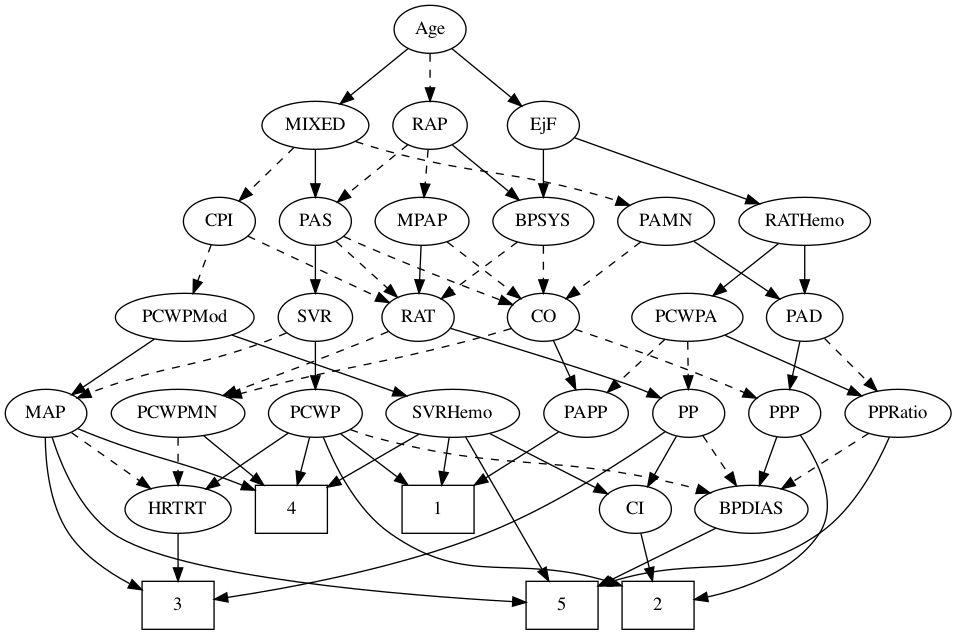 Age
MIXED
RAP
EjF
CPI
PAS
MPAP
BPSYS
PAMN
RATHemo
PCWPMod
SVR
RAT
CO
PCWPA
PAD
MAP
PCWPMN
PCWP
SVRHemo
PAPP
PP
PPP
PPRatio
HRTRT
4
1
CI
BPDIAS
3
5
2